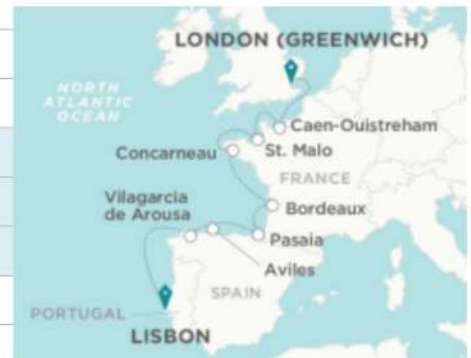 LONDON (GREENWICH)
NORTH
ATLANTIC
OCEAN
Caen-Ouistreham
St. Malo
Concarneau
FRANCE
Vilagarcia
de Arousa
Bordeaux
Pasaia
Aviles
SPAIN
PORTUGAL
LISBON